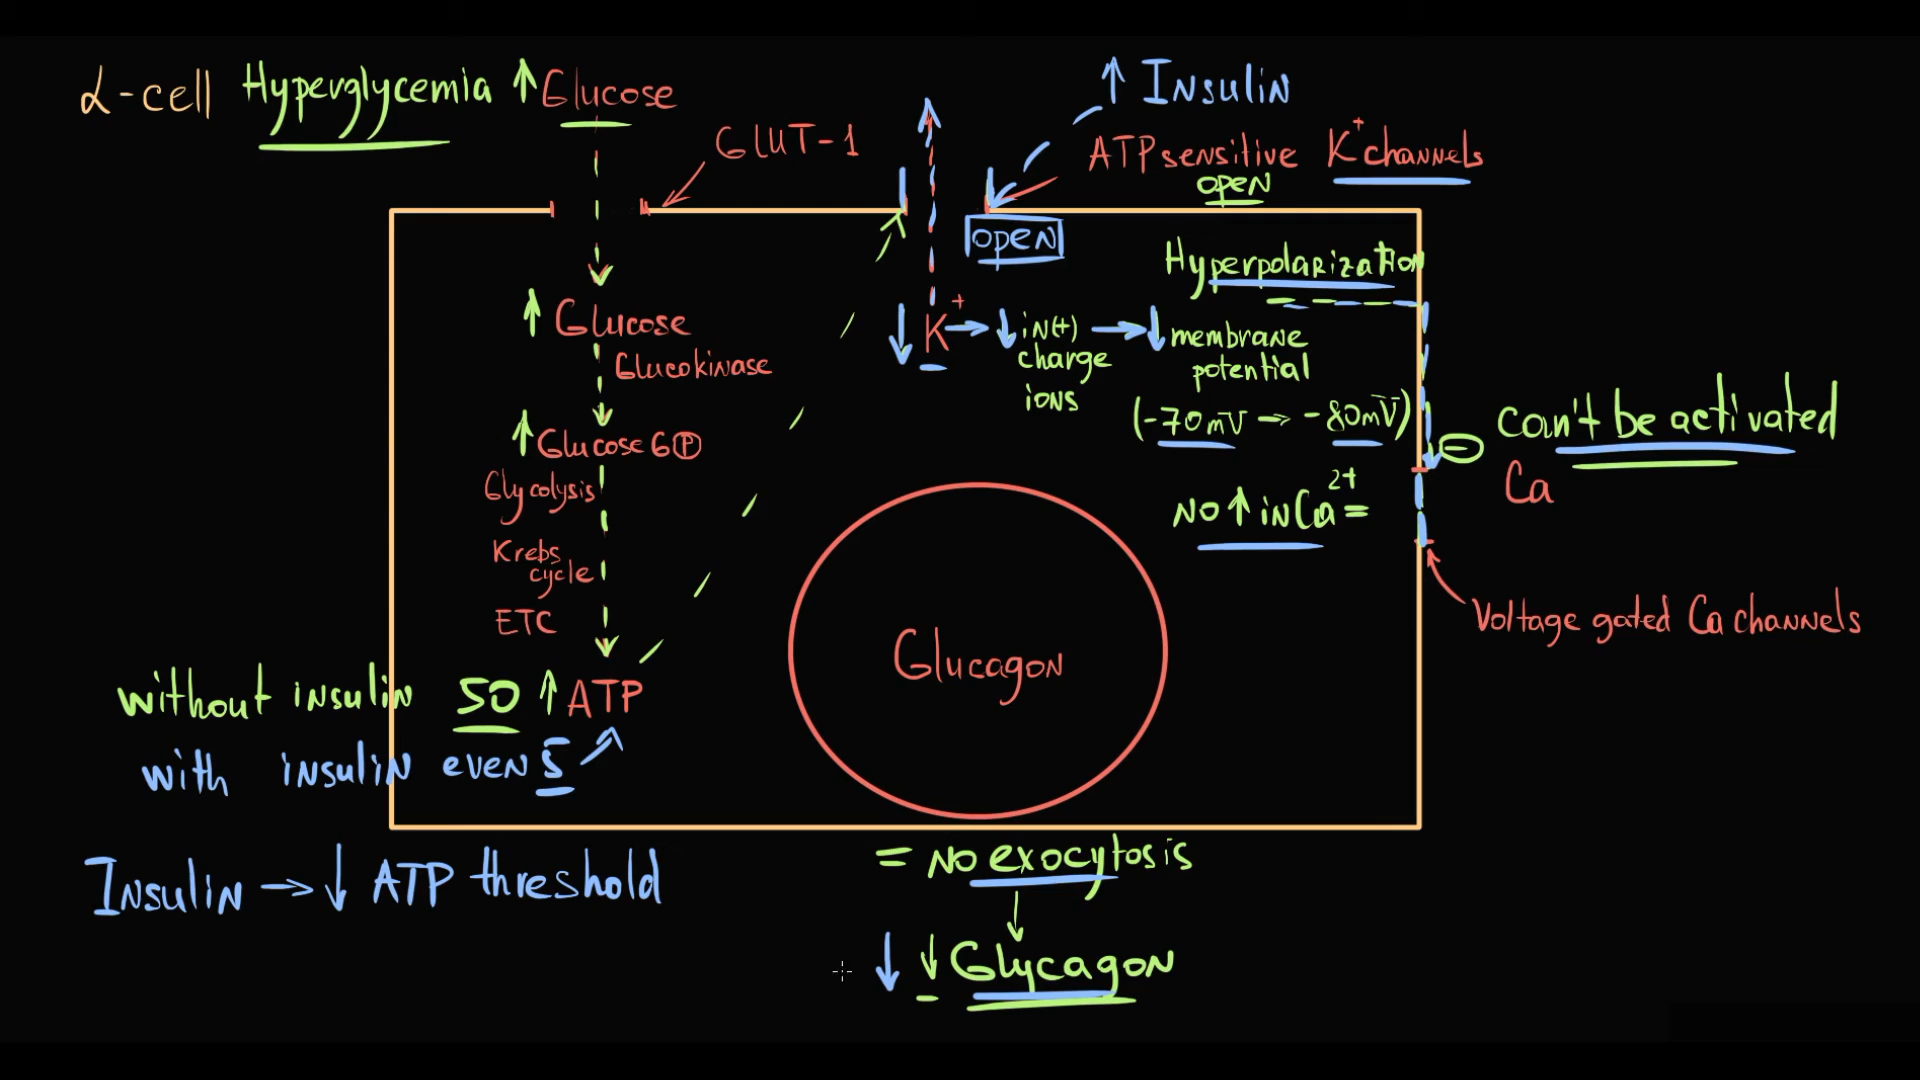 α-cell Hyperglycemia ↑ Glucose
↑ Insulin
GLUT-1
ATP sensitive K+ channels
open
open
Hyperpolarization
↑ Glucose
Glucokinase
↓ K+ → ↓ in(+) charge ions → ↓ membrane potential
(-70mV → -80mV)
↑ Glucose 6 P
Glycolysis
Krebs cycle
ETC
⊖ can't be activated
Ca
NO ↑ in Ca2+ =
Voltage gated Ca channels
Glucagon
without insulin 50 ↑ ATP
with insulin even 5
Insulin → ↓ ATP threshold
= NO exocytosis
↓ ↓ Glycagon